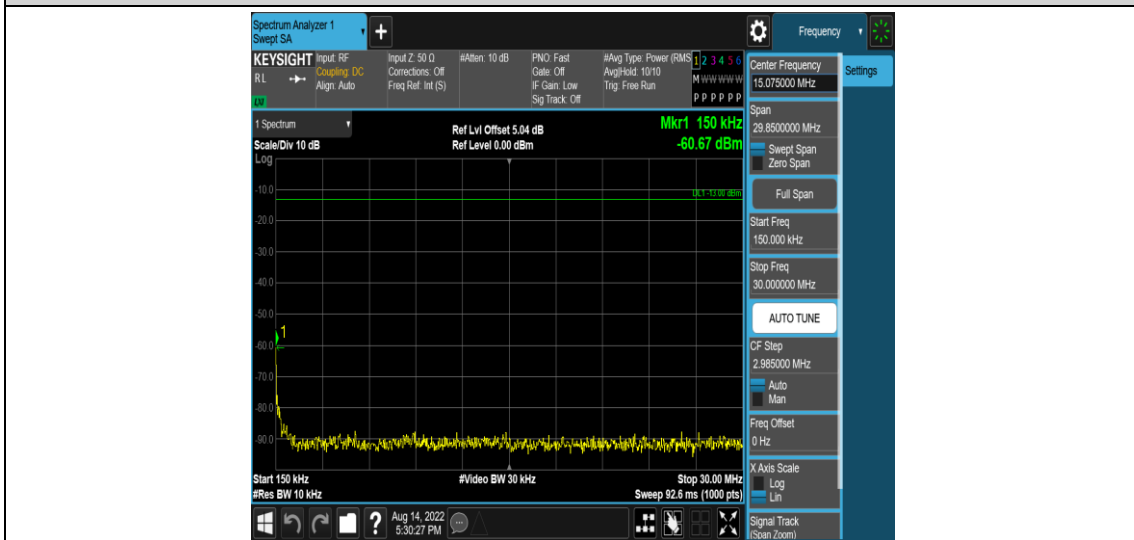 Spectrum Analyzer 1
Swept SA
+
Frequency
KEYSIGHT
RL
LXI
Input: RF
Coupling: DC
Align: Auto
Input Z: 50 Ω
Corrections: Off
Freq Ref: Int (S)
#Atten: 10 dB
PNO: Fast
Gate: Off
IF Gain: Low
Sig Track: Off
#Avg Type: Power (RMS
Avg|Hold: 10/10
Trig: Free Run
1 2 3 4 5 6
M W W W W W
P P P P P P
1 Spectrum
Scale/Div 10 dB
Ref Lvl Offset 5.04 dB
Ref Level 0.00 dBm
Mkr1 150 kHz
-60.67 dBm
Log
DL1 -13.00 dBm
-10.0
-20.0
-30.0
-40.0
-50.0
1
-60.0
-70.0
-80.0
-90.0
Start 150 kHz
#Res BW 10 kHz
#Video BW 30 kHz
Stop 30.00 MHz
Sweep 92.6 ms (1000 pts)
?
Aug 14, 2022
5:30:27 PM
Center Frequency
15.075000 MHz
Settings
Span
29.8500000 MHz
Swept Span
Zero Span
Full Span
Start Freq
150.000 kHz
Stop Freq
30.000000 MHz
AUTO TUNE
CF Step
2.985000 MHz
Auto
Man
Freq Offset
0 Hz
X Axis Scale
Log
Lin
Signal Track
(Span Zoom)